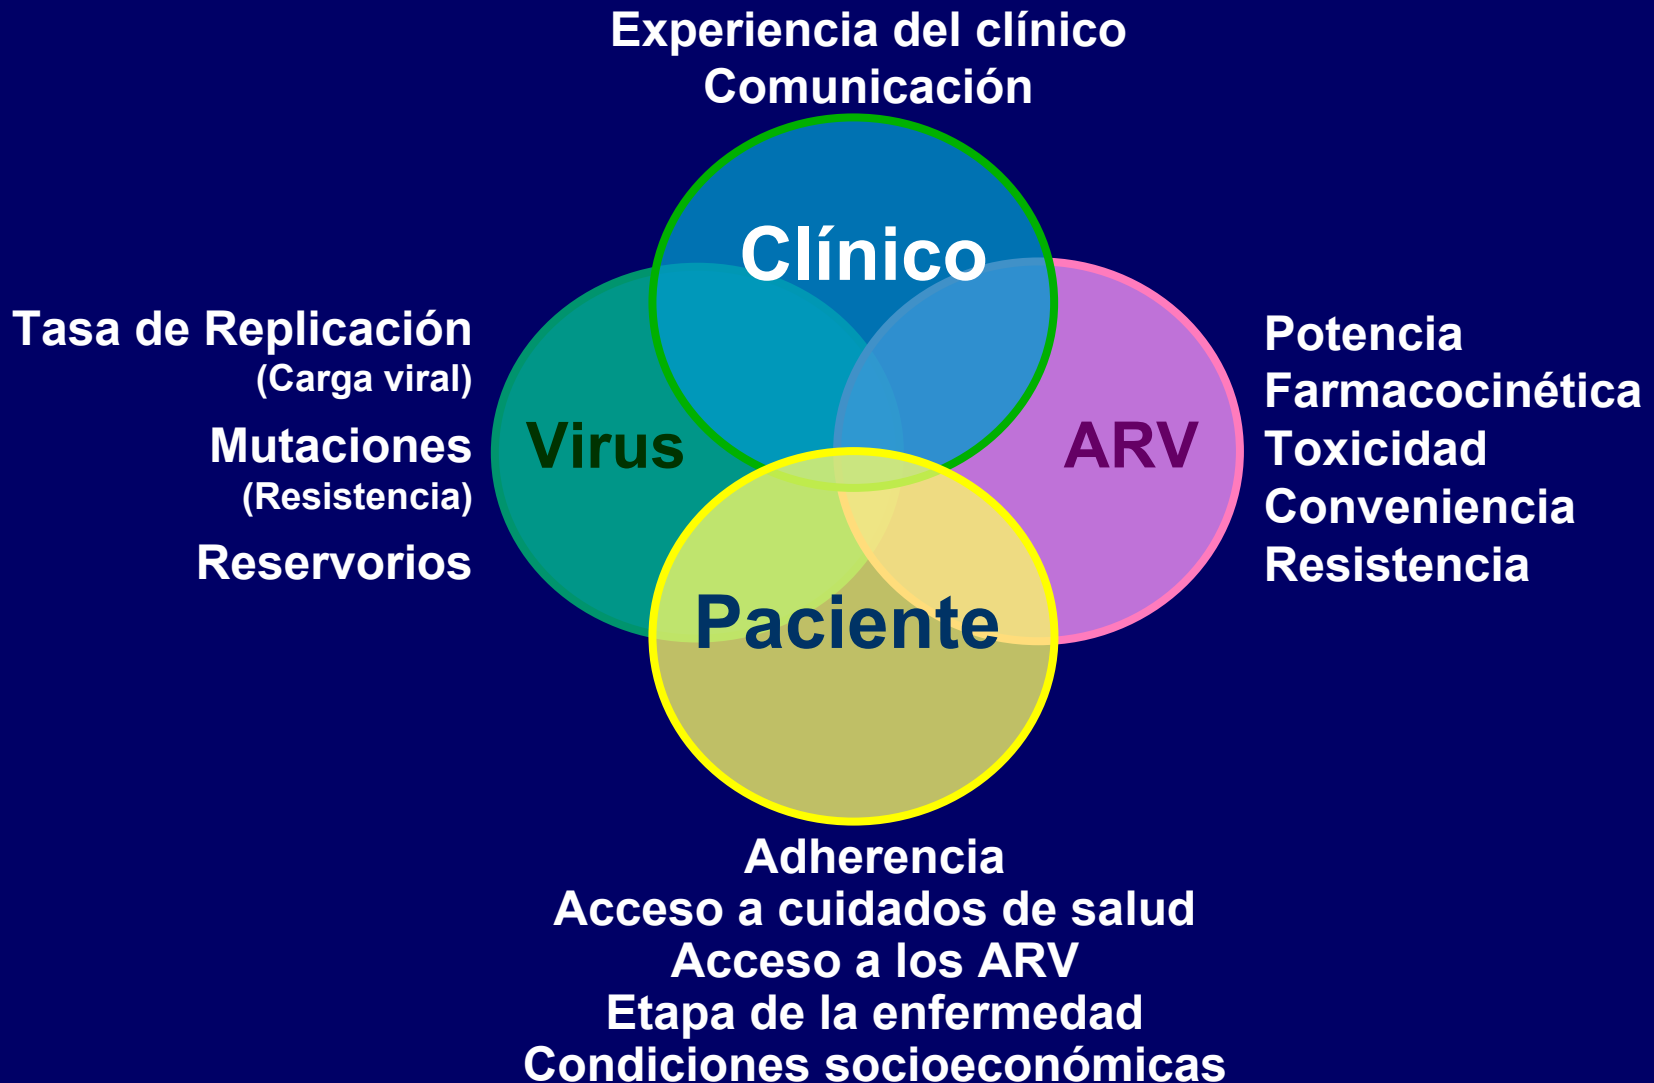 Experiencia del clínico
Comunicación
Clínico
Tasa de Replicación
(Carga viral)
Mutaciones
(Resistencia)
Reservorios
Virus
ARV
Potencia
Farmacocinética
Toxicidad
Conveniencia
Resistencia
Paciente
Adherencia
Acceso a cuidados de salud
Acceso a los ARV
Etapa de la enfermedad
Condiciones socioeconómicas